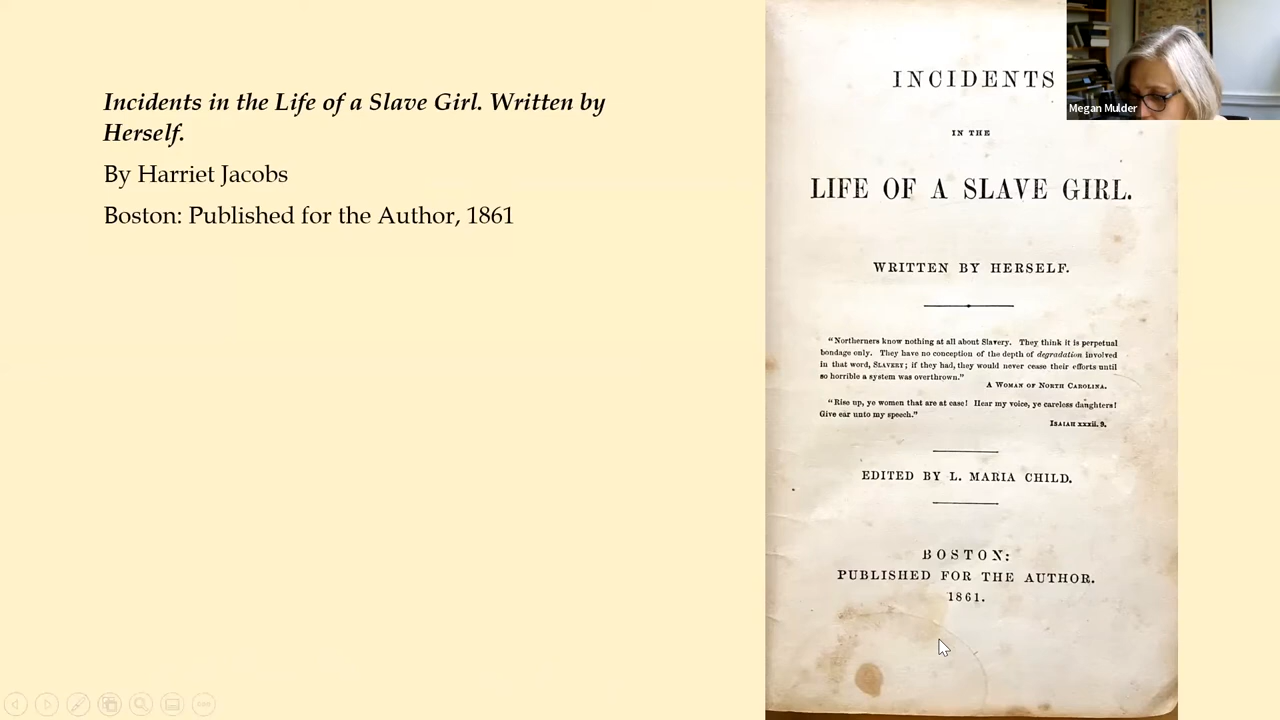 Incidents in the Life of a Slave Girl. Written by
Herself.
By Harriet Jacobs
Boston: Published for the Author, 1861
INCIDENTS
IN THE
LIFE OF A SLAVE GIRL.
WRITTEN BY HERSELF.
“Northerners know nothing at all about Slavery. They think it is perpetual
bondage only. They have no conception of the depth of degradation involved
in that word, SLAVERY; if they had, they would never cease their efforts until
so horrible a system was overthrown.”
A WOMAN OF NORTH CAROLINA.
“Rise up, ye women that are at ease! Hear my voice, ye careless daughters!
Give ear unto my speech.”
ISAIAH xxxii. 9.
EDITED BY L. MARIA CHILD.
BOSTON:
PUBLISHED FOR THE AUTHOR.
1861.
Megan Mulder